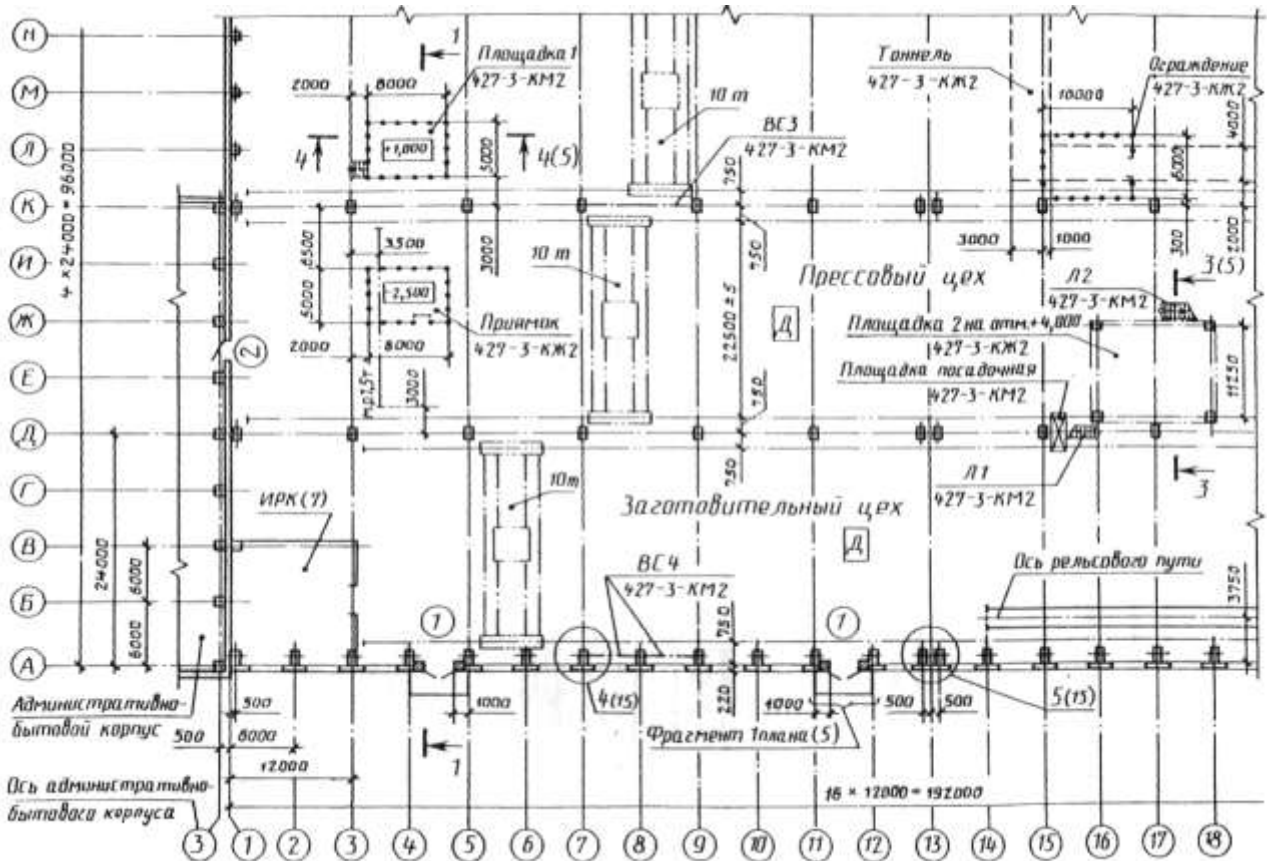 Н
М
Л
К
И
Ж
Е
Д
Г
В
Б
А
4 × 24000 = 96000
24000
6000
6000
1
Площадка 1
427-3-КМ2
2000
8000
+1,000
4
4(5)
5000
3000
10 т
ВС3
427-3-КМ2
750
750
Тоннель
427-3-КЖ2
Ограждение
427-3-КЖ2
10000
4000
6000
2000
300
3000
1000
6500
3500
5000
-2,500
Приямок
427-3-КЖ2
2000
8000
3000
2
10 т
22500 ± 5
750
750
Прессовый цех
Д
Л2
427-3-КМ2
3(5)
Площадка 2 на отм.+4,000
427-3-КЖ2
Площадка посадочная
427-3-КМ2
11250
Л1
427-3-КМ2
3
ИРК(7)
10т
Заготовительный цех
Д
ВС4
427-3-КМ2
Ось рельсового пути
3750
1
1
750
220
Административно-
бытовой корпус
500
500
6000
12000
1
1000
4(15)
1000
500
500
5(15)
Фрагмент 1плана(5)
Ось административно-
бытового корпуса
16 × 12000 = 192000
3
1
2
3
4
5
6
7
8
9
10
11
12
13
14
15
16
17
18